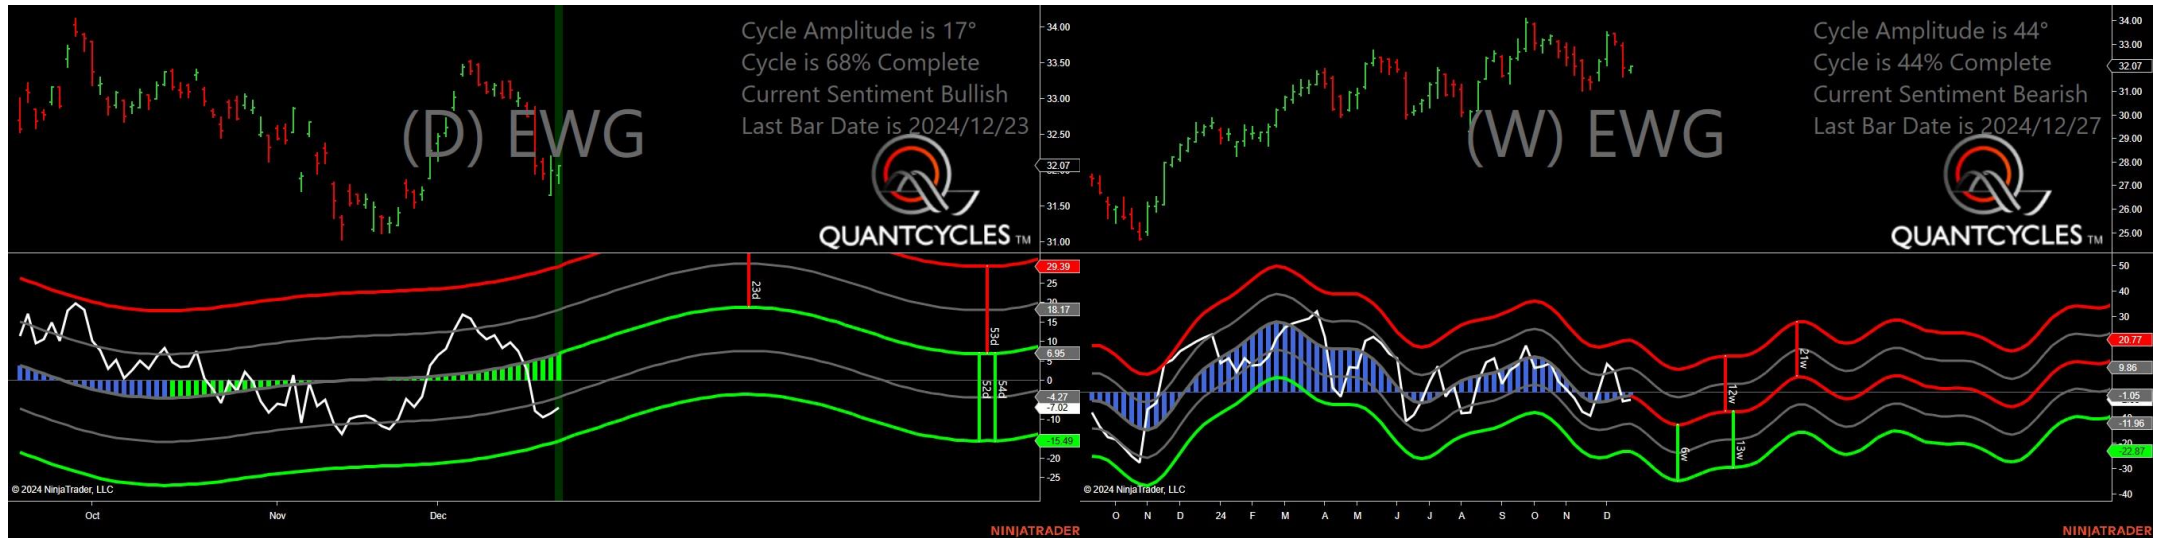 Cycle Amplitude is 17°
Cycle is 68% Complete
Current Sentiment Bullish
Last Bar Date is 2024/12/23
(D) EWG
QUANTCYCLES TM
34.00
33.50
33.00
32.50
32.07
31.50
31.00
29.39
25
20
18.17
15
10
6.95
0
-4.27
-7.02
-10
-15.49
-20
-25
23d
53d
52d
54d
© 2024 NinjaTrader, LLC
Oct
Nov
Dec
NINJATRADER
Cycle Amplitude is 44°
Cycle is 44% Complete
Current Sentiment Bearish
Last Bar Date is 2024/12/27
(W) EWG
QUANTCYCLES TM
34.00
33.00
32.07
31.00
30.00
29.00
28.00
27.00
26.00
25.00
50
40
30
20.77
9.86
-1.05
-11.96
-22.87
-30
-40
12w
21w
6w
13w
© 2024 NinjaTrader, LLC
O N D 24 F M A M J J A S O N D
NINJATRADER